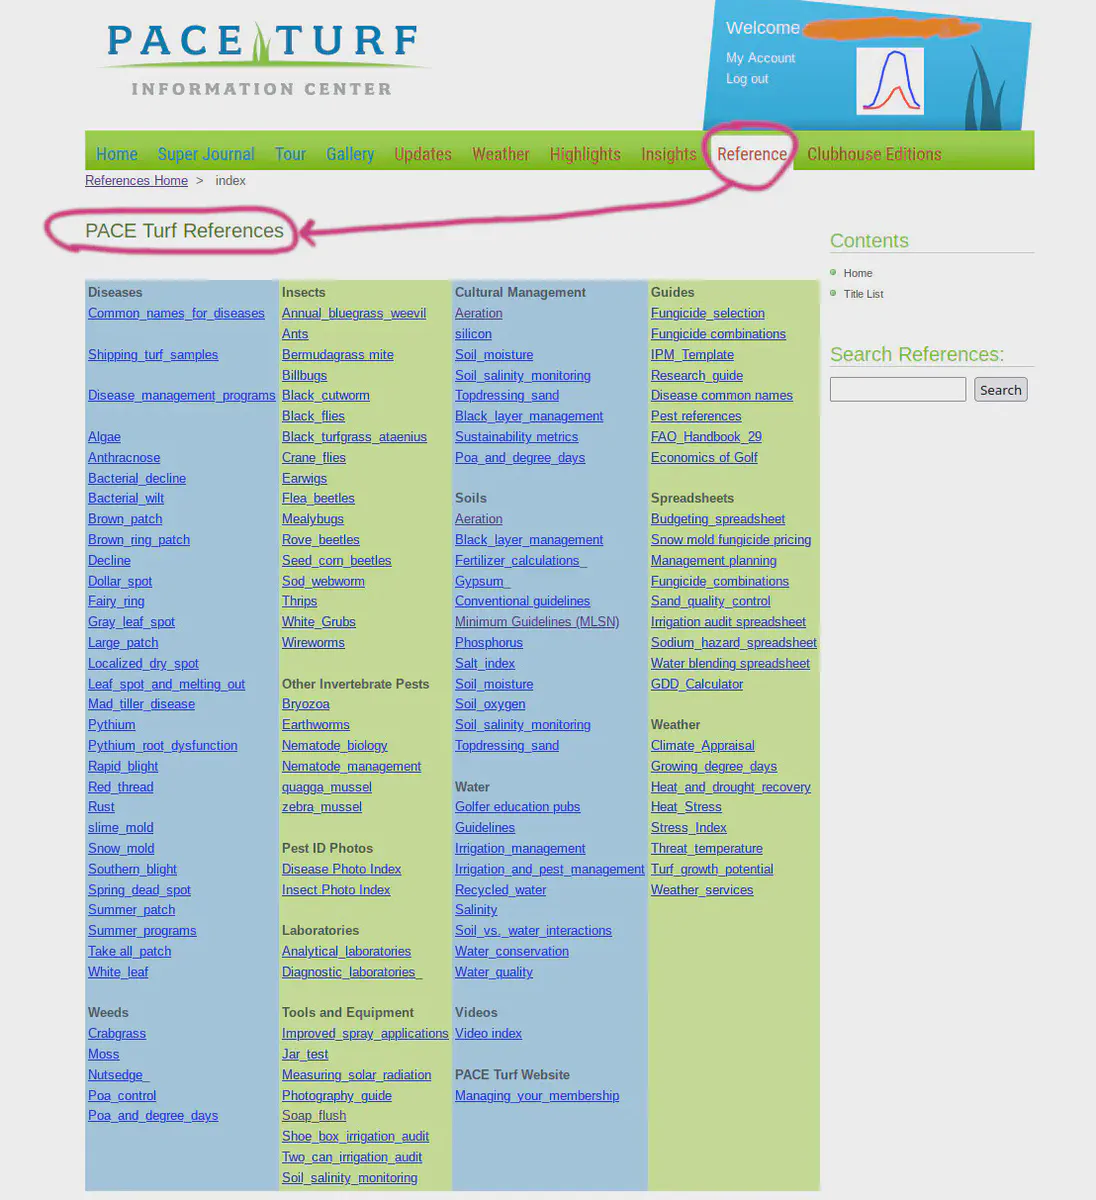 PACE TURF
INFORMATION CENTER
Welcome
My Account
Log out
Home Super Journal Tour Gallery Updates Weather Highlights Insights Reference Clubhouse Editions
References Home > index
PACE Turf References
Diseases
Common_names_for_diseases
Shipping_turf_samples
Disease_management_programs
Algae
Anthracnose
Bacterial_decline
Bacterial_wilt
Brown_patch
Brown_ring_patch
Decline
Dollar_spot
Fairy_ring
Gray_leaf_spot
Large_patch
Localized_dry_spot
Leaf_spot_and_melting_out
Mad_tiller_disease
Pythium
Pythium_root_dysfunction
Rapid_blight
Red_thread
Rust
slime_mold
Snow_mold
Southern_blight
Spring_dead_spot
Summer_patch
Summer_programs
Take all_patch
White_leaf
Weeds
Crabgrass
Moss
Nutsedge_
Poa_control
Poa_and_degree_days
Insects
Annual_bluegrass_weevil
Ants
Bermudagrass mite
Billbugs
Black_cutworm
Black_flies
Black_turfgrass_ataenius
Crane_flies
Earwigs
Flea_beetles
Mealybugs
Rove_beetles
Seed_corn_beetles
Sod_webworm
Thrips
White_Grubs
Wireworms
Other Invertebrate Pests
Bryozoa
Earthworms
Nematode_biology
Nematode_management
quagga_mussel
zebra_mussel
Pest ID Photos
Disease Photo Index
Insect Photo Index
Laboratories
Analytical_laboratories
Diagnostic_laboratories_
Tools and Equipment
Improved_spray_applications
Jar_test
Measuring_solar_radiation
Photography_guide
Soap_flush
Shoe_box_irrigation_audit
Two_can_irrigation_audit
Soil_salinity_monitoring
Cultural Management
Aeration
silicon
Soil_moisture
Soil_salinity_monitoring
Topdressing_sand
Black_layer_management
Sustainability metrics
Poa_and_degree_days
Soils
Aeration
Black_layer_management
Fertilizer_calculations_
Gypsum_
Conventional guidelines
Minimum Guidelines (MLSN)
Phosphorus
Salt_index
Soil_moisture
Soil_oxygen
Soil_salinity_monitoring
Topdressing_sand
Water
Golfer education pubs
Guidelines
Irrigation_management
Irrigation_and_pest_management
Recycled_water
Salinity
Soil_vs._water_interactions
Water_conservation
Water_quality
Videos
Video index
PACE Turf Website
Managing_your_membership
Guides
Fungicide_selection
Fungicide combinations
IPM_Template
Research_guide
Disease common names
Pest references
FAO_Handbook_29
Economics of Golf
Spreadsheets
Budgeting_spreadsheet
Snow mold fungicide pricing
Management planning
Fungicide_combinations
Sand_quality_control
Irrigation audit spreadsheet
Sodium_hazard_spreadsheet
Water blending spreadsheet
GDD_Calculator
Weather
Climate_Appraisal
Growing_degree_days
Heat_and_drought_recovery
Heat_Stress
Stress_Index
Threat_temperature
Turf_growth_potential
Weather_services
Contents
Home
Title List
Search References:
Search